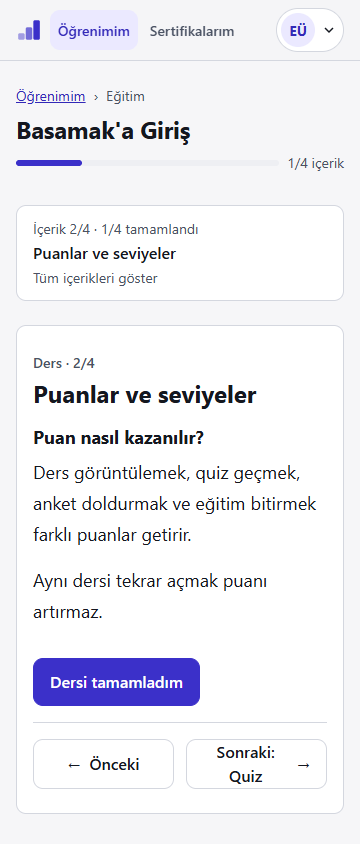 Öğrenimim
Sertifikalarım
EÜ
Öğrenimim › Eğitim
Basamak'a Giriş
1/4 içerik
İçerik 2/4 · 1/4 tamamlandı
Puanlar ve seviyeler
Tüm içerikleri göster
Ders · 2/4
Puanlar ve seviyeler
Puan nasıl kazanılır?
Ders görüntülemek, quiz geçmek,
anket doldurmak ve eğitim bitirmek
farklı puanlar getirir.
Aynı dersi tekrar açmak puanı
artırmaz.
Dersi tamamladım
← Önceki
Sonraki:
Quiz →